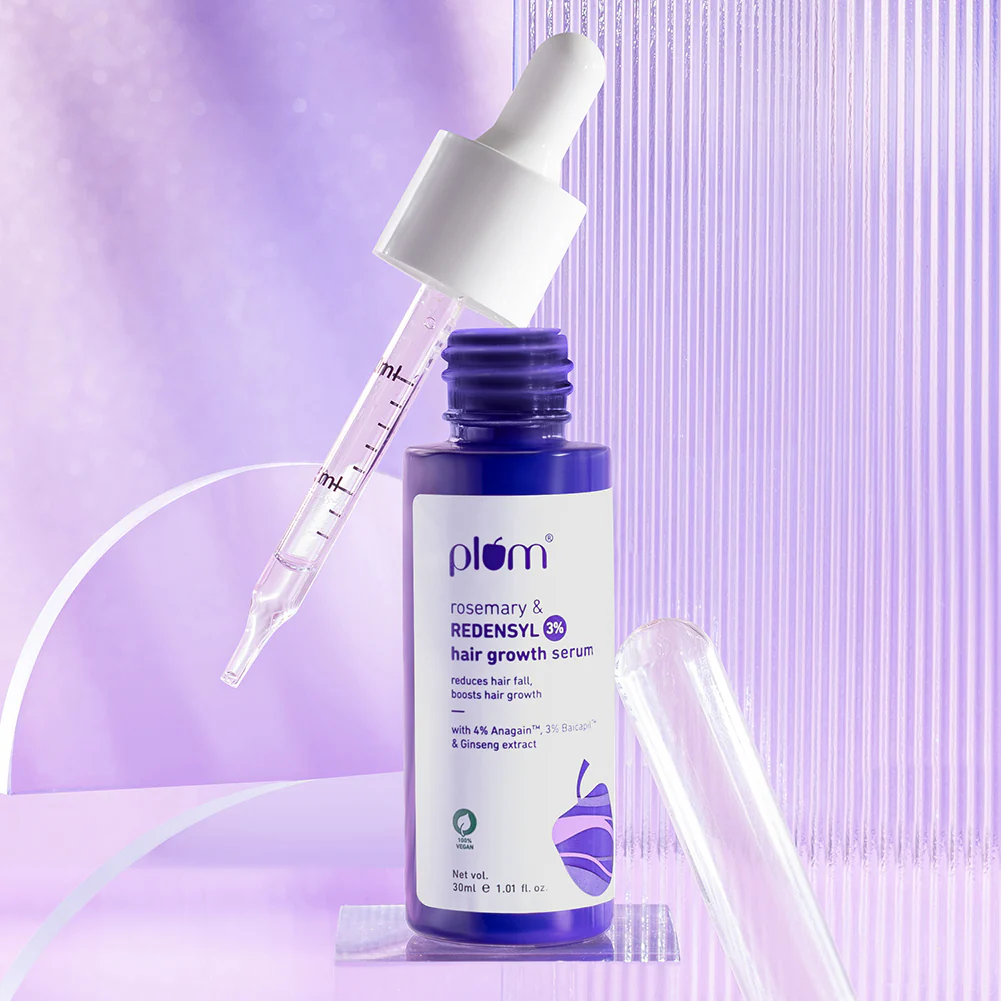 ml
ml
plum®
rosemary &
REDENSYL 3%
hair growth serum
reduces hair fall,
boosts hair growth
with 4% Anagain™, 3% Baicapil™
& Ginseng extract
100%
VEGAN
Net vol.
30ml e 1.01 fl. oz.